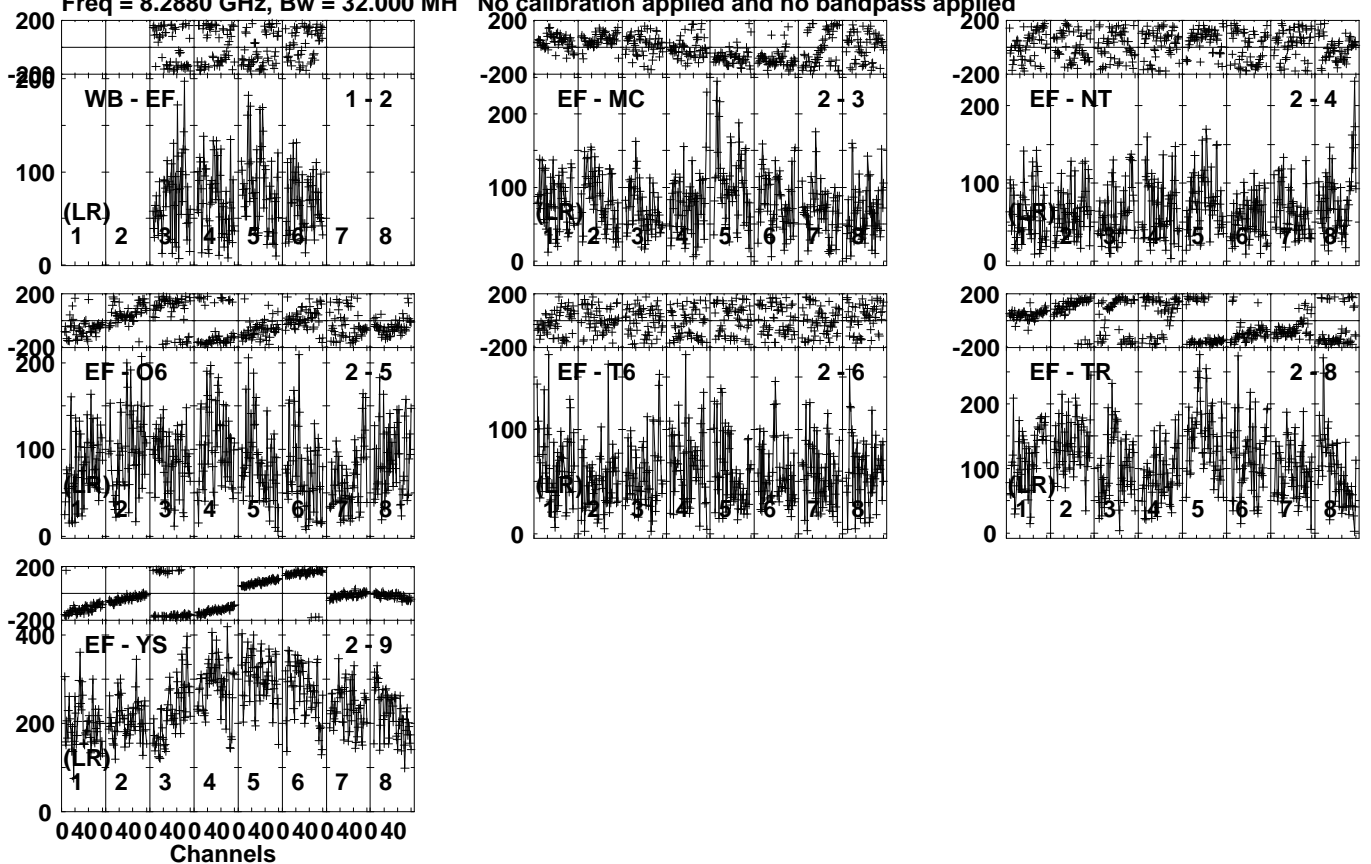 Freq = 8.2880 GHz, Bw = 32.000 MH No calibration applied and no bandpass applied
200
-200
200
WB - EF 1 - 2
100
(LR)
1 2 3 4 5 6 7 8
0
200
-200
EF - MC 2 - 3
200
100
(LR)
1 2 3 4 5 6 7 8
0
200
-200
EF - NT 2 - 4
200
100
(LR)
1 2 3 4 5 6 7 8
0
200
-200
200
EF - O6 2 - 5
100
(LR)
1 2 3 4 5 6 7 8
0
200
-200
EF - T6 2 - 6
100
(LR)
1 2 3 4 5 6 7 8
0
200
-200
EF - TR 2 - 8
200
100
(LR)
1 2 3 4 5 6 7 8
0
200
-200
400
EF - YS 2 - 9
200
(LR)
1 2 3 4 5 6 7 8
0
0 40 0 40 0 40 0 40 0 40 0 40 0 40 0 40
Channels